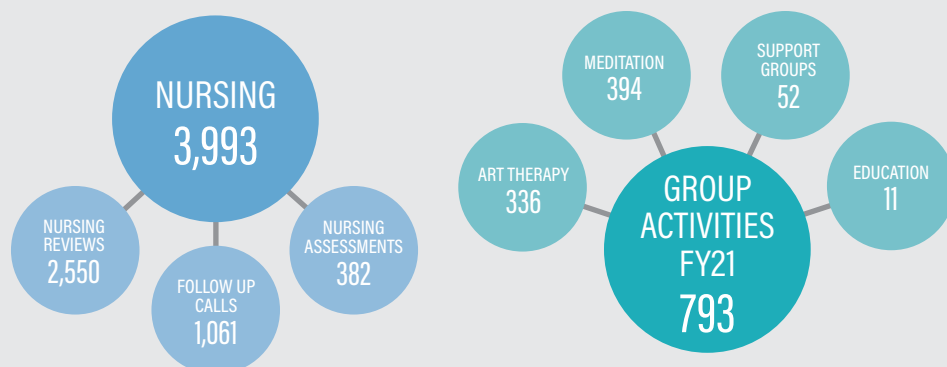 NURSING
3,993
NURSING
REVIEWS
2,550
FOLLOW UP
CALLS
1,061
NURSING
ASSESSMENTS
382
MEDITATION
394
SUPPORT
GROUPS
52
ART THERAPY
336
EDUCATION
11
GROUP
ACTIVITIES
FY21
793